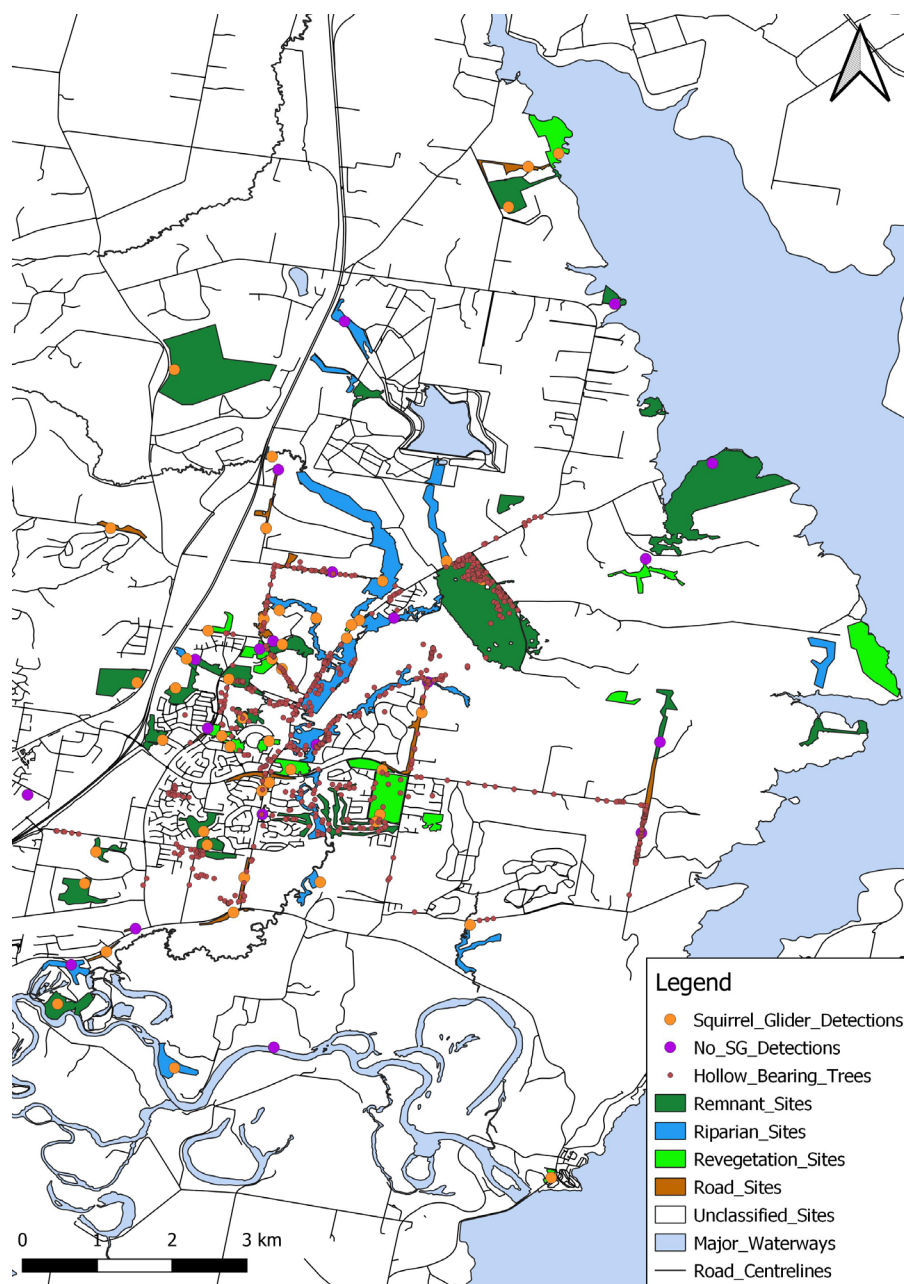 0 1 2 3 km
Legend
Squirrel_Glider_Detections
No_SG_Detections
Hollow_Bearing_Trees
Remnant_Sites
Riparian_Sites
Revegetation_Sites
Road_Sites
Unclassified_Sites
Major_Waterways
Road_Centrelines